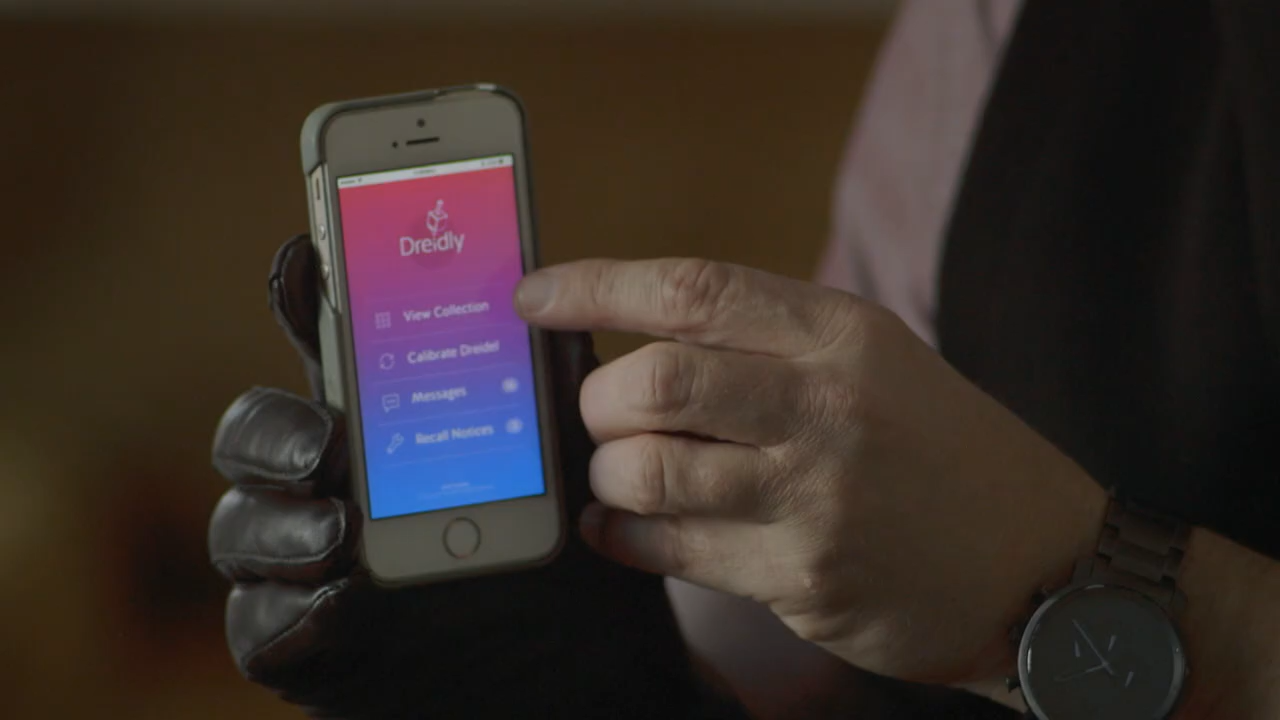 Dreidly
View Collection
Calibrate Dreidel
Messages
Recall Notices